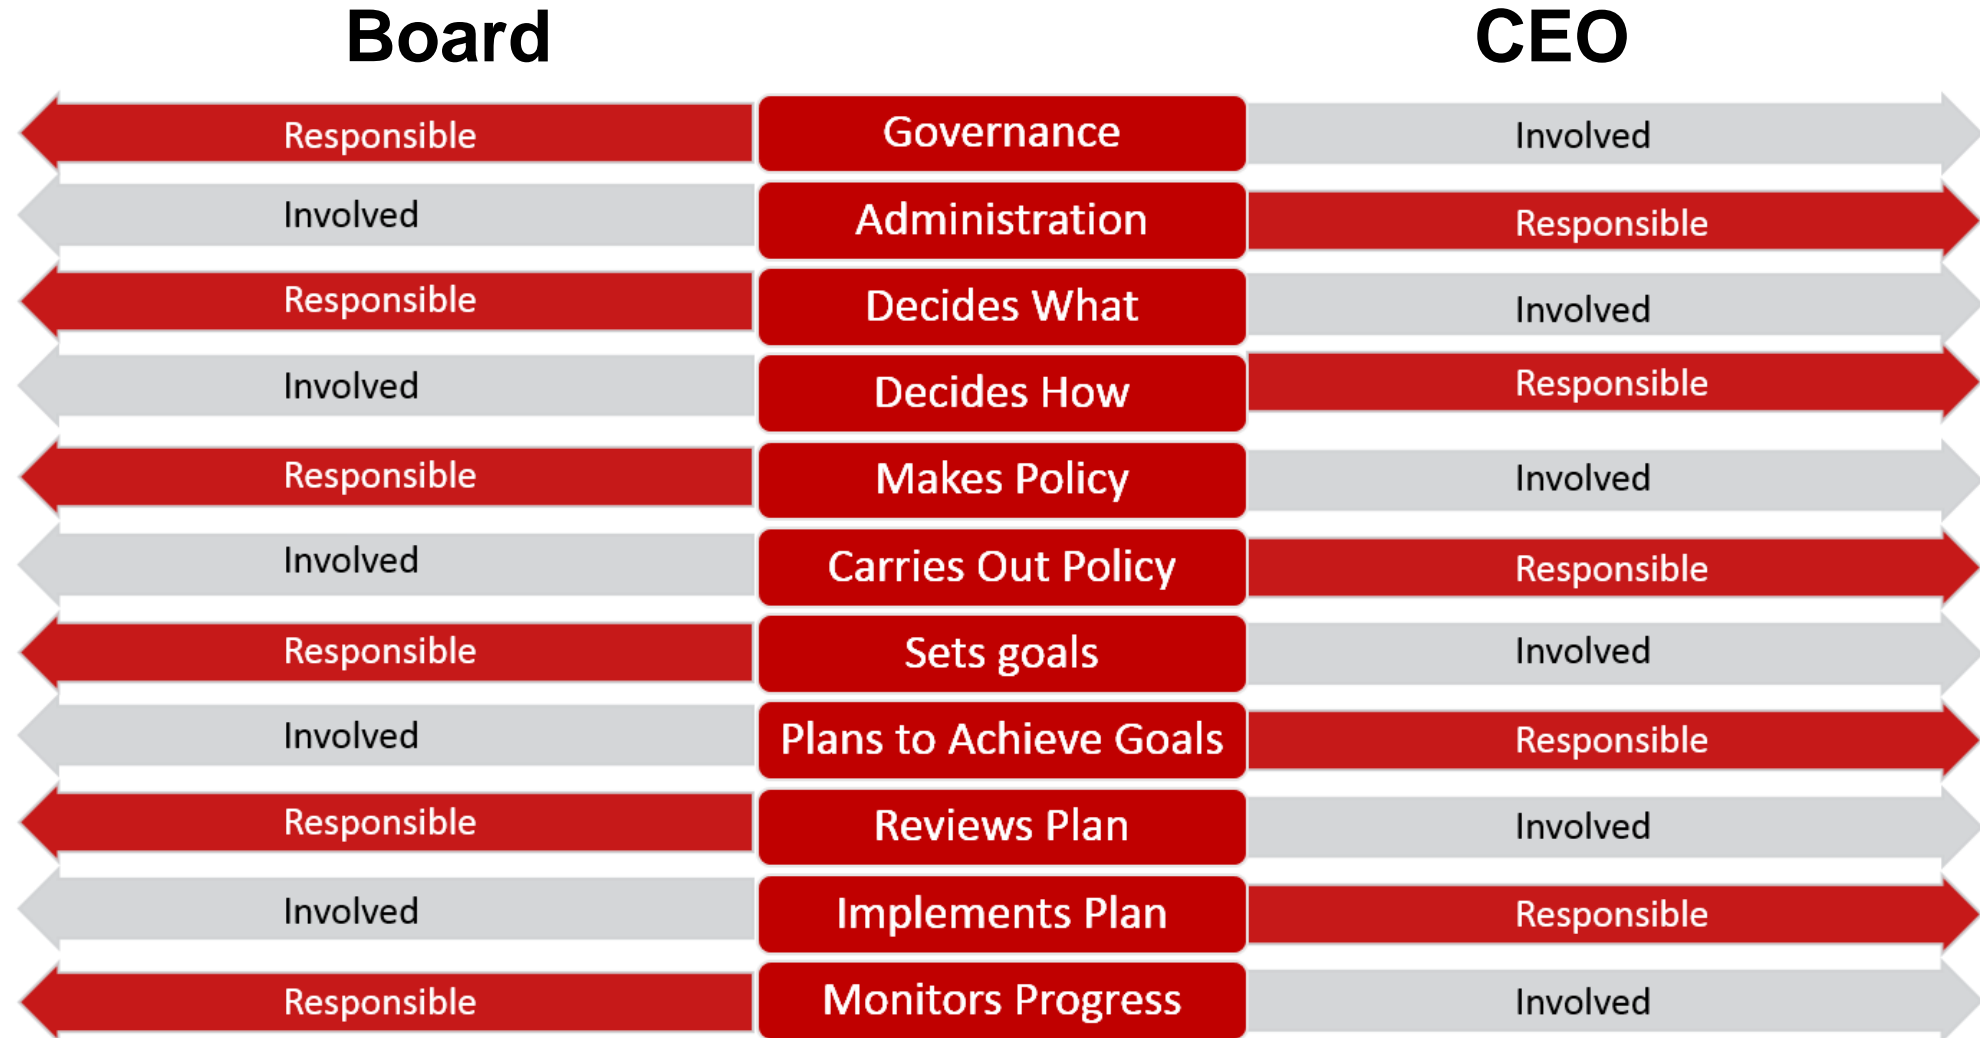 Board CEO
Responsible Governance Involved
Involved Administration Responsible
Responsible Decides What Involved
Involved Decides How Responsible
Responsible Makes Policy Involved
Involved Carries Out Policy Responsible
Responsible Sets goals Involved
Involved Plans to Achieve Goals Responsible
Responsible Reviews Plan Involved
Involved Implements Plan Responsible
Responsible Monitors Progress Involved